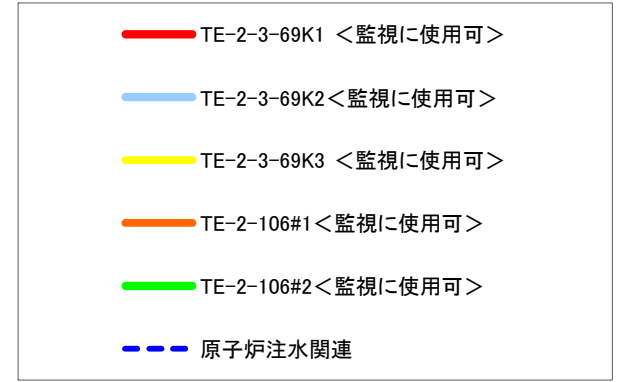 TE-2-3-69K1 ＜監視に使用可＞
TE-2-3-69K2＜監視に使用可＞
TE-2-3-69K3 ＜監視に使用可＞
TE-2-106#1＜監視に使用可＞
TE-2-106#2＜監視に使用可＞
原子炉注水関連